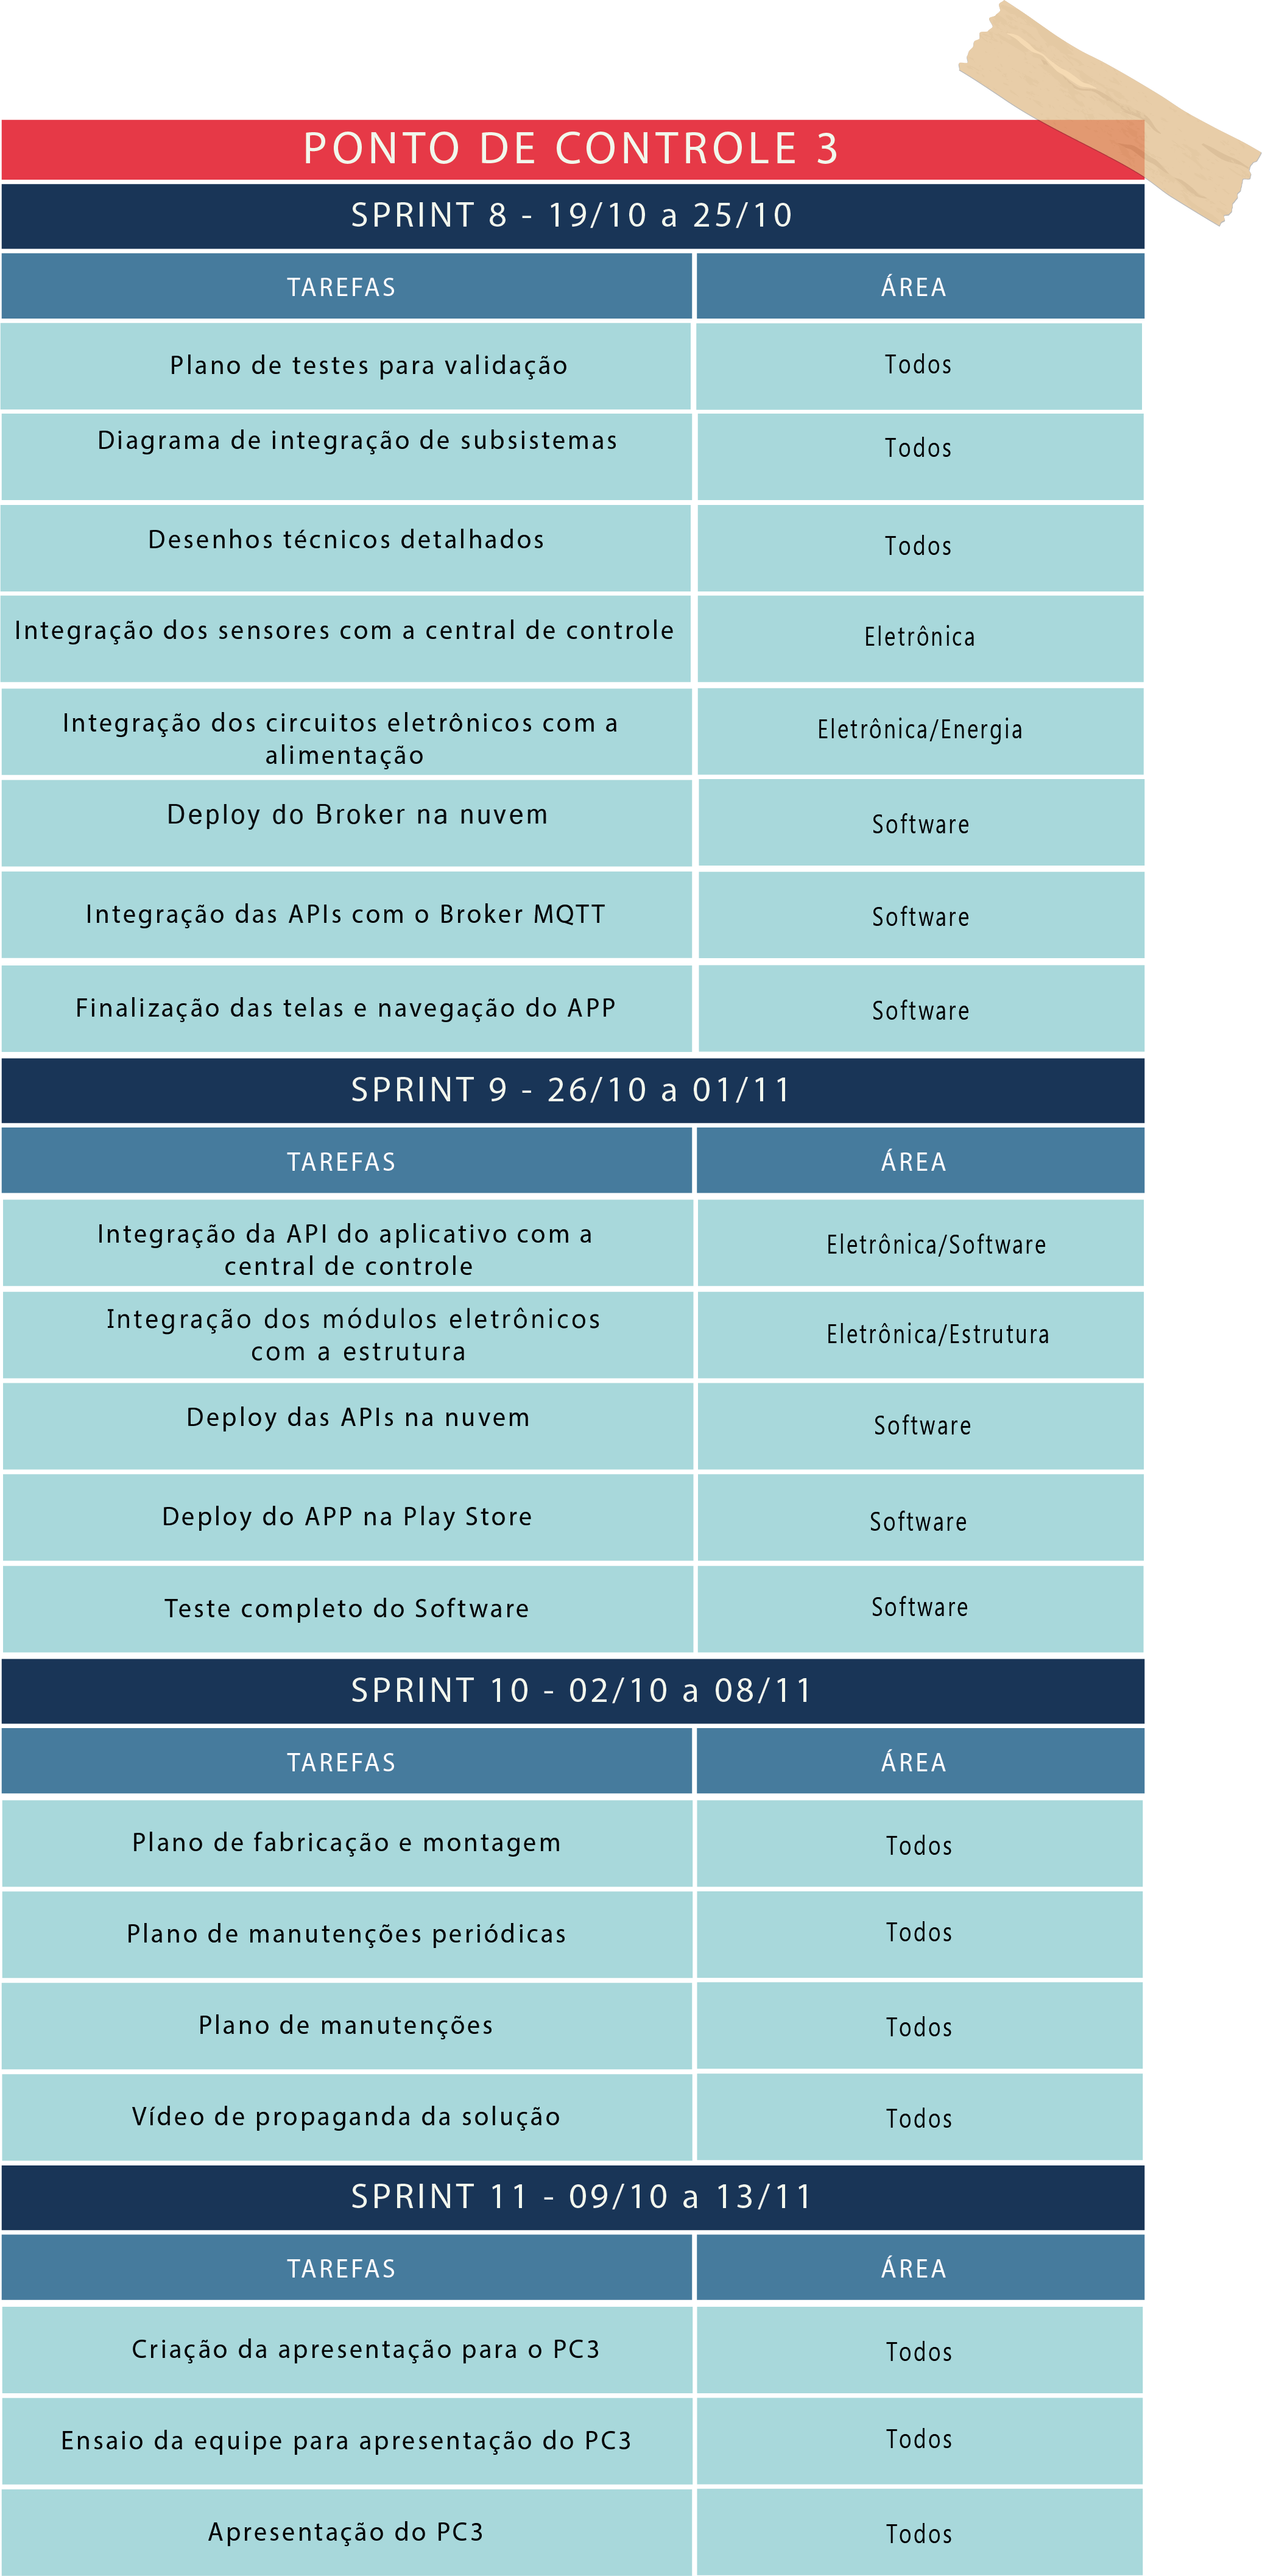 PONTO DE CONTROLE 3
SPRINT 8 - 19/10 a 25/10
TAREFAS ÁREA
Plano de testes para validação Todos
Diagrama de integração de subsistemas Todos
Desenhos técnicos detalhados Todos
Integração dos sensores com a central de controle Eletrônica
Integração dos circuitos eletrônicos com a
alimentação Eletrônica/Energia
Deploy do Broker na nuvem Software
Integração das APIs com o Broker MQTT Software
Finalização das telas e navegação do APP Software
SPRINT 9 - 26/10 a 01/11
TAREFAS ÁREA
Integração da API do aplicativo com a
central de controle Eletrônica/Software
Integração dos módulos eletrônicos
com a estrutura Eletrônica/Estrutura
Deploy das APIs na nuvem Software
Deploy do APP na Play Store Software
Teste completo do Software Software
SPRINT 10 - 02/10 a 08/11
TAREFAS ÁREA
Plano de fabricação e montagem Todos
Plano de manutenções periódicas Todos
Plano de manutenções Todos
Vídeo de propaganda da solução Todos
SPRINT 11 - 09/10 a 13/11
TAREFAS ÁREA
Criação da apresentação para o PC3 Todos
Ensaio da equipe para apresentação do PC3 Todos
Apresentação do PC3 Todos